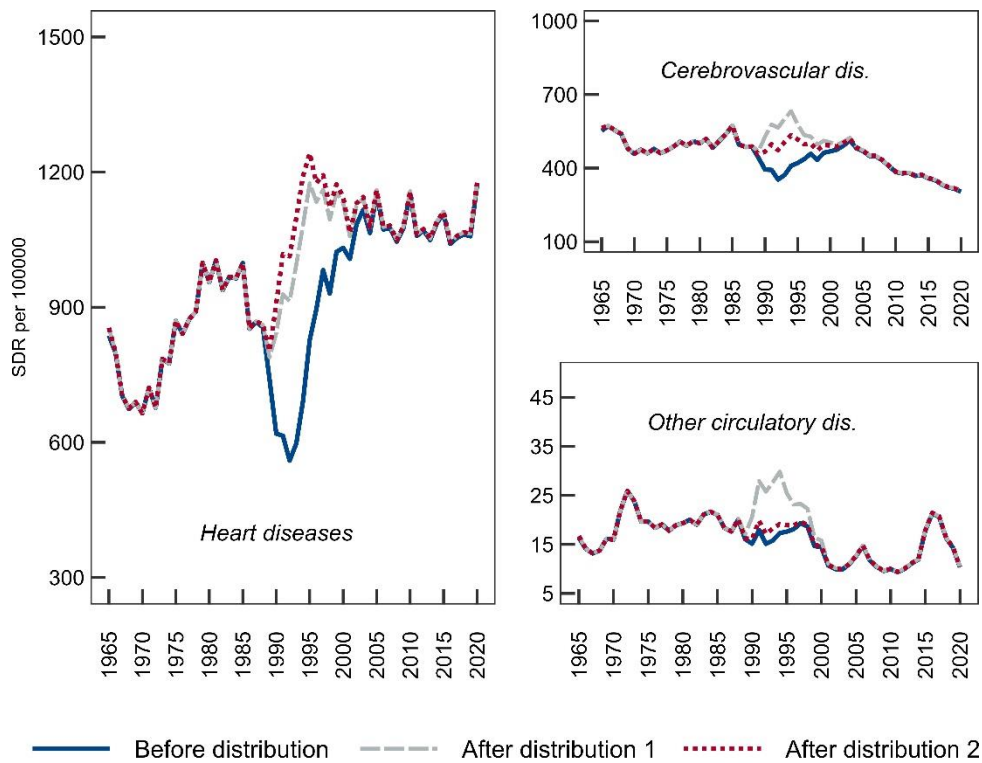 SDR per 100000
1500
1200
900
600
300
Heart diseases
1965 1970 1975 1980 1985 1990 1995 2000 2005 2010 2015 2020
1000
700
400
100
Cerebrovascular dis.
1965 1970 1975 1980 1985 1990 1995 2000 2005 2010 2015 2020
45
35
25
15
5
Other circulatory dis.
1965 1970 1975 1980 1985 1990 1995 2000 2005 2010 2015 2020
Before distribution After distribution 1 After distribution 2